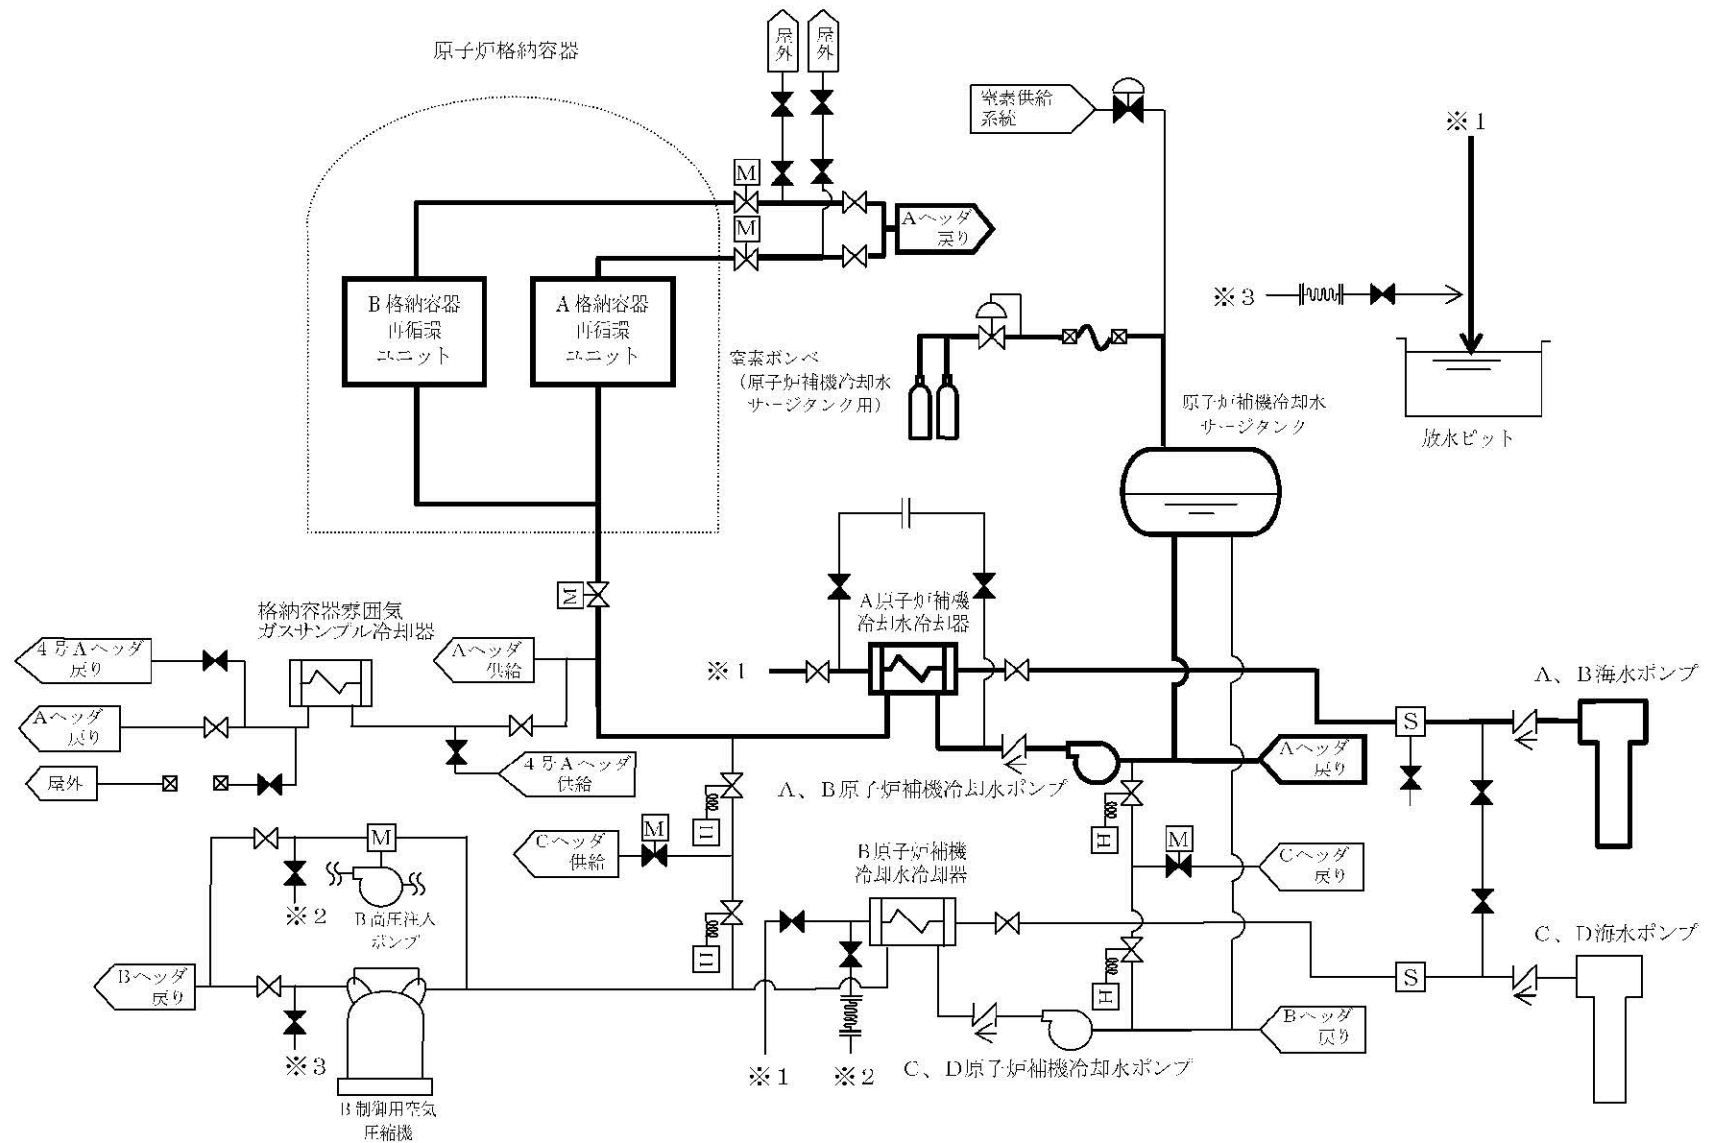 原子炉格納容器
屋外
屋外
窒素供給
系統
※1
M
M
Aヘッダ
戻り
B格納容器
再循環
ユニット
A格納容器
再循環
ユニット
※3
窒素ボンベ
（原子炉補機冷却水
サージタンク用）
原子炉補機冷却水
サージタンク
放水ピット
M
A原子炉補機
冷却水冷却器
格納容器雰囲気
ガスサンプル冷却器
4号Aヘッダ
戻り
Aヘッダ
供給
※1
A、B海水ポンプ
Aヘッダ
戻り
S
4号Aヘッダ
供給
Aヘッダ
戻り
屋外
A、B原子炉補機冷却水ポンプ
H
H
M
Cヘッダ
供給
M
Cヘッダ
戻り
M
B原子炉補機
冷却水冷却器
※2
B高圧注入
ポンプ
C、D海水ポンプ
H
Bヘッダ
戻り
S
H
Bヘッダ
戻り
※3
※1
※2
C、D原子炉補機冷却水ポンプ
B制御用空気
圧縮機